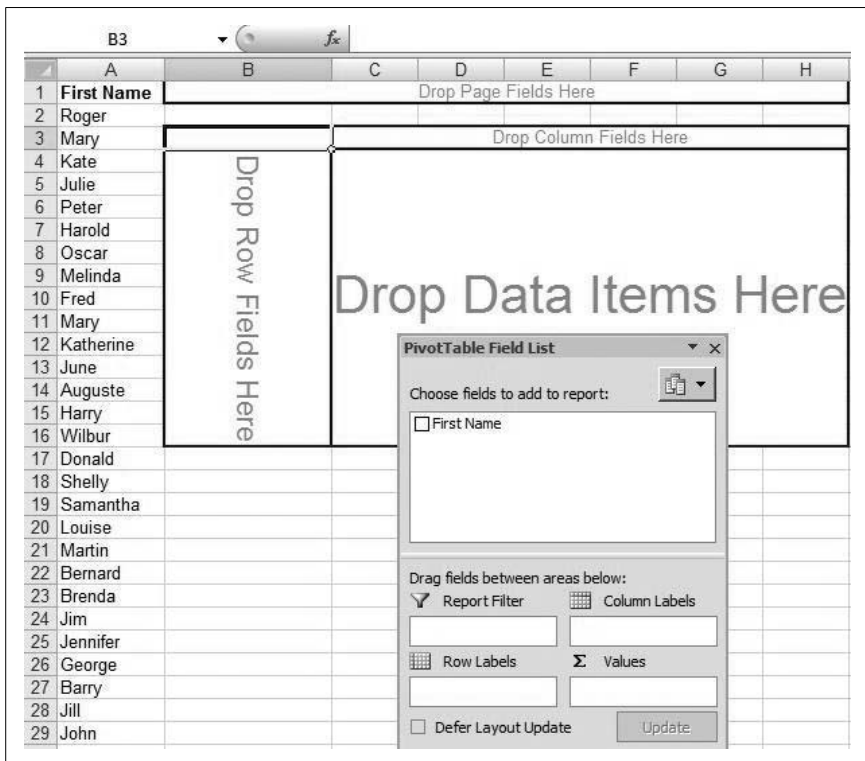 B3 fx
A B C D E F G H
1 First Name Drop Page Fields Here
2 Roger
3 Mary Drop Column Fields Here
4 Kate
5 Julie
6 Peter
7 Harold
8 Oscar
9 Melinda
10 Fred
11 Mary
12 Katherine
13 June
14 Auguste
15 Harry
16 Wilbur
17 Donald
18 Shelly
19 Samantha
20 Louise
21 Martin
22 Bernard
23 Brenda
24 Jim
25 Jennifer
26 George
27 Barry
28 Jill
29 John
Drop Row Fields Here
Drop Data Items Here
PivotTable Field List
Choose fields to add to report:
First Name
Drag fields between areas below:
Report Filter Column Labels
Row Labels Σ Values
Defer Layout Update Update